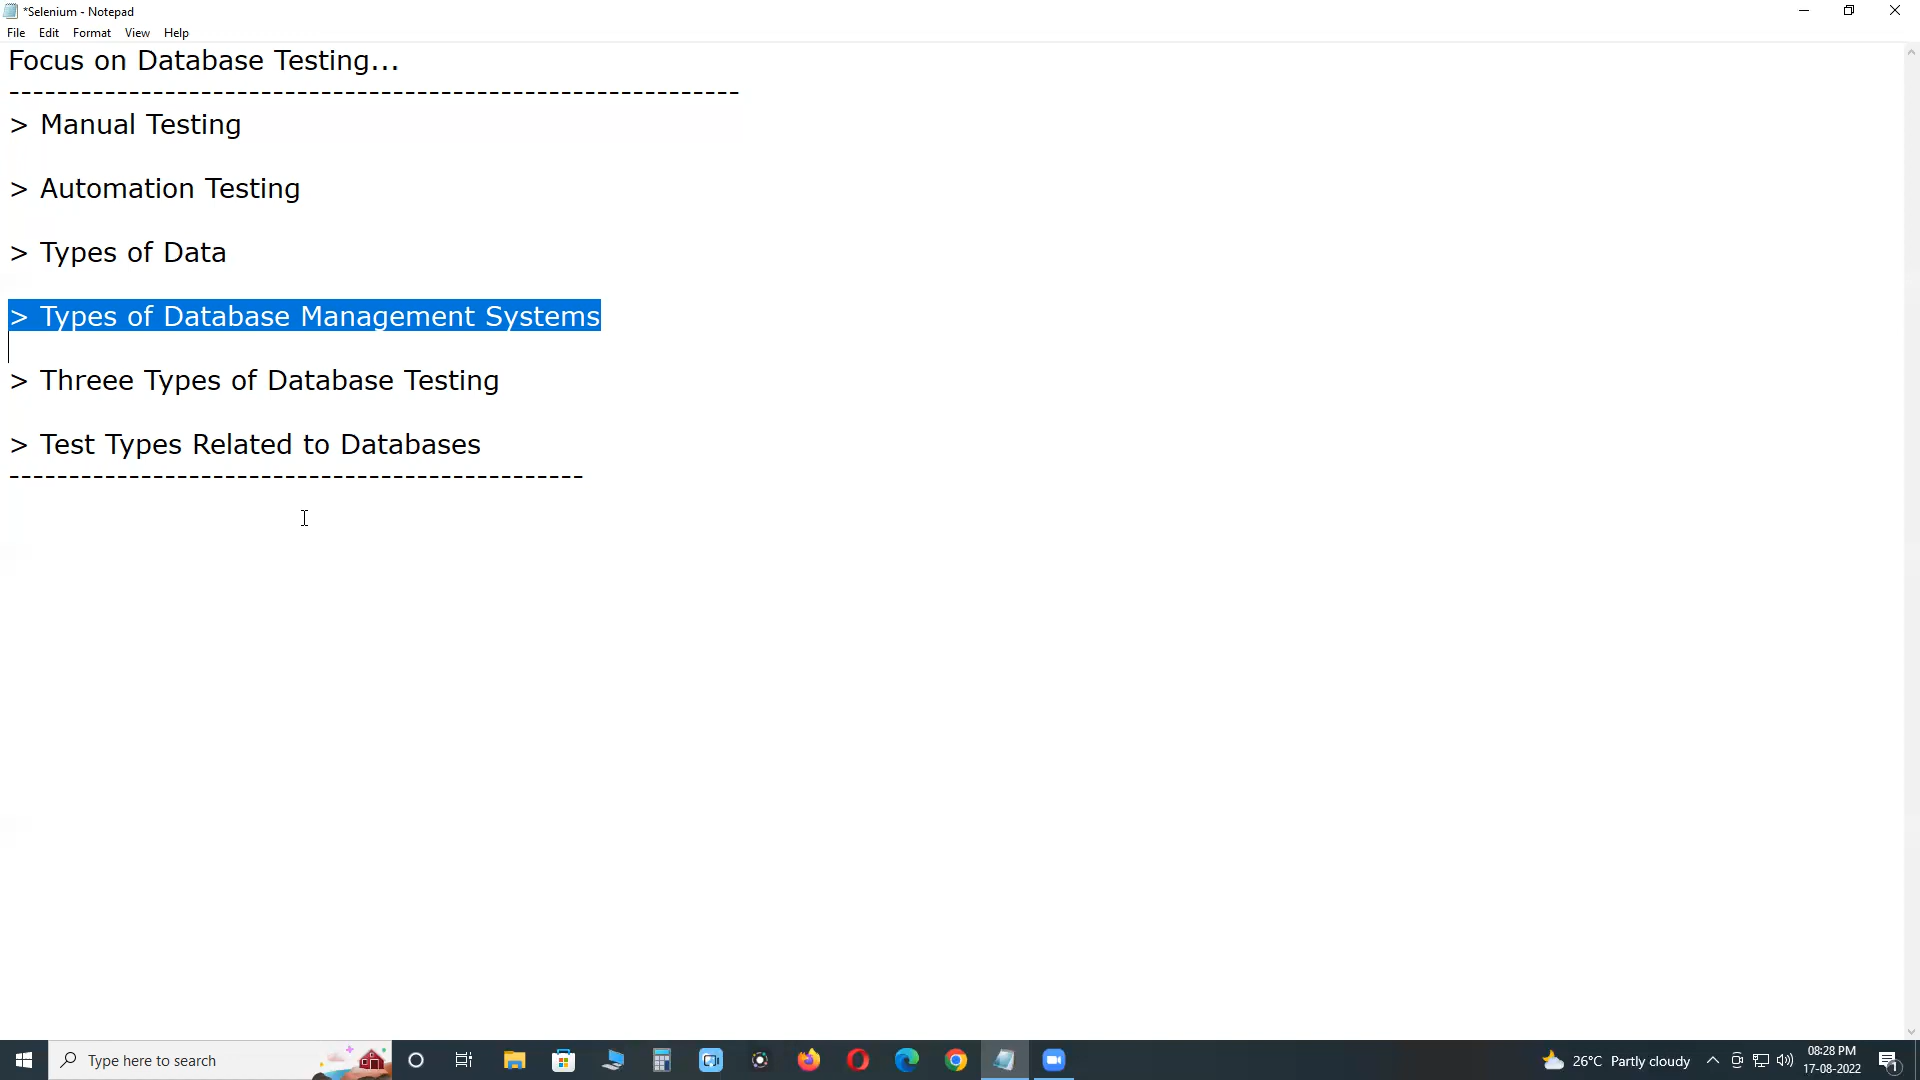 *Selenium - Notepad
File Edit Format View Help
Focus on Database Testing...
-------------------------------------------------------------
> Manual Testing
> Automation Testing
> Types of Data
> Types of Database Management Systems
> Threee Types of Database Testing
> Test Types Related to Databases
------------------------------------------------
Type here to search
26°C Partly cloudy
08:28 PM
17-08-2022
1